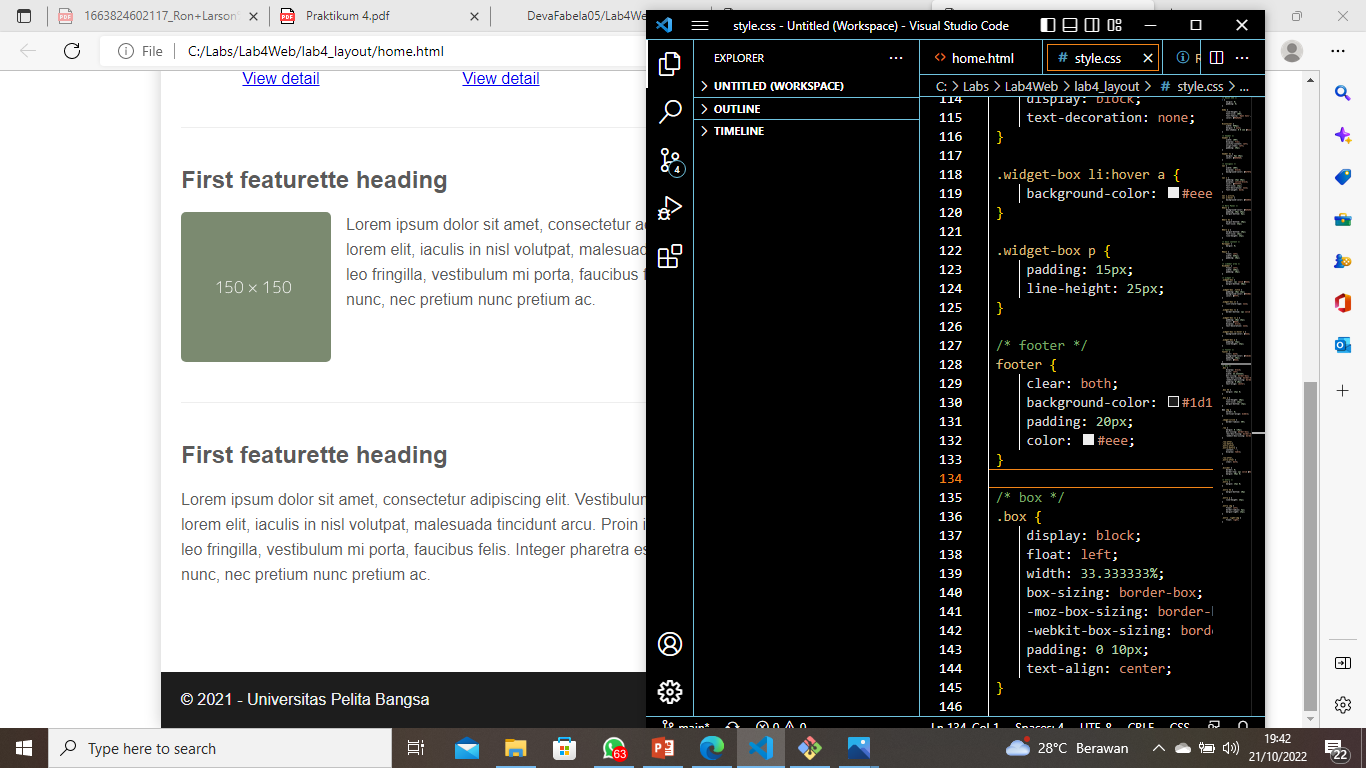 1663824602117_Ron+Larson
Praktikum 4.pdf
DevaFabela05/Lab4We
File
C:/Labs/Lab4Web/lab4_layout/home.html
View detail
View detail
First featurette heading
150 × 150
Lorem ipsum dolor sit amet, consectetur a
lorem elit, iaculis in nisl volutpat, malesuad
leo fringilla, vestibulum mi porta, faucibus f
nunc, nec pretium nunc pretium ac.
First featurette heading
Lorem ipsum dolor sit amet, consectetur adipiscing elit. Vestibulum
lorem elit, iaculis in nisl volutpat, malesuada tincidunt arcu. Proin i
leo fringilla, vestibulum mi porta, faucibus felis. Integer pharetra es
nunc, nec pretium nunc pretium ac.
© 2021 - Universitas Pelita Bangsa
style.css - Untitled (Workspace) - Visual Studio Code
EXPLORER
UNTITLED (WORKSPACE)
OUTLINE
TIMELINE
4
home.html
# style.css
C: > Labs > Lab4Web > lab4_layout > # style.css > ...
114 display: block;
115 text-decoration: none;
116 }
117
118 .widget-box li:hover a {
119 background-color: #eee
120 }
121
122 .widget-box p {
123 padding: 15px;
124 line-height: 25px;
125 }
126
127 /* footer */
128 footer {
129 clear: both;
130 background-color: #1d1
131 padding: 20px;
132 color: #eee;
133 }
134
135 /* box */
136 .box {
137 display: block;
138 float: left;
139 width: 33.333333%;
140 box-sizing: border-box;
141 -moz-box-sizing: border-b
142 -webkit-box-sizing: borde
143 padding: 0 10px;
144 text-align: center;
145 }
146
main* 0 0 Ln 134, Col 1 Spaces: 4 UTF-8 CRLF CSS
Type here to search
63
28°C Berawan
19:42
21/10/2022
22